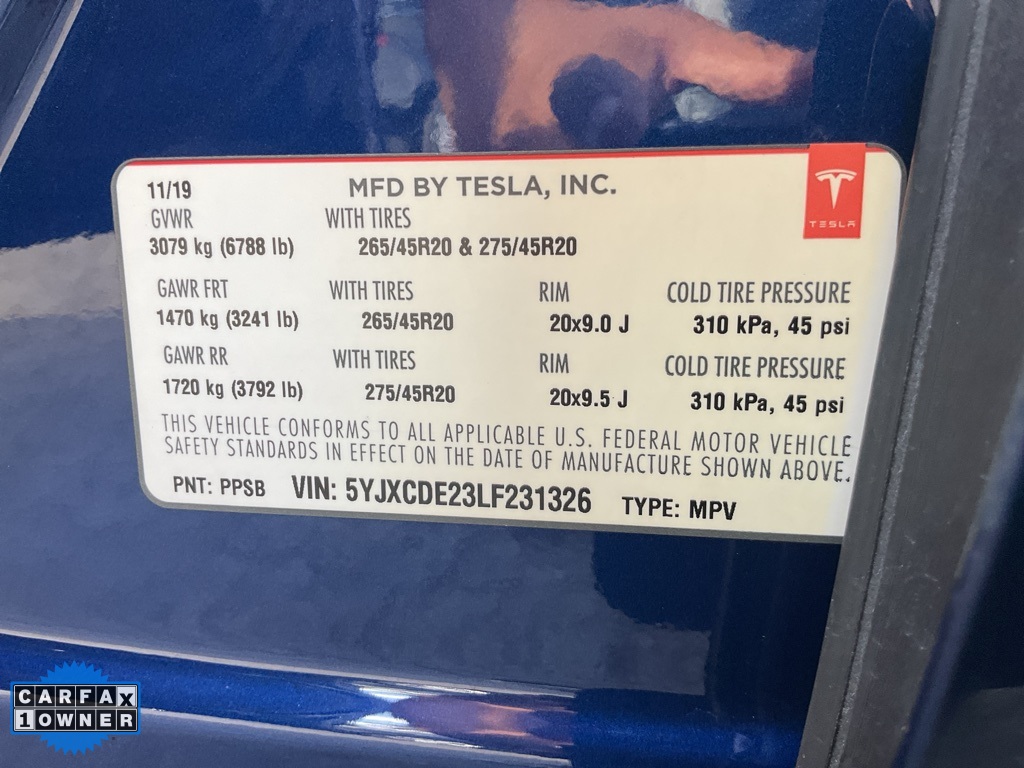 11/19 MFD BY TESLA, INC.
TESLA
GVWR WITH TIRES
3079 kg (6788 lb) 265/45R20 & 275/45R20
GAWR FRT WITH TIRES RIM COLD TIRE PRESSURE
1470 kg (3241 lb) 265/45R20 20x9.0 J 310 kPa, 45 psi
GAWR RR WITH TIRES RIM COLD TIRE PRESSURE
1720 kg (3792 lb) 275/45R20 20x9.5 J 310 kPa, 45 psi
THIS VEHICLE CONFORMS TO ALL APPLICABLE U.S. FEDERAL MOTOR VEHICLE
SAFETY STANDARDS IN EFFECT ON THE DATE OF MANUFACTURE SHOWN ABOVE.
PNT: PPSB VIN: 5YJXCDE23LF231326 TYPE: MPV
CARFAX
1 OWNER